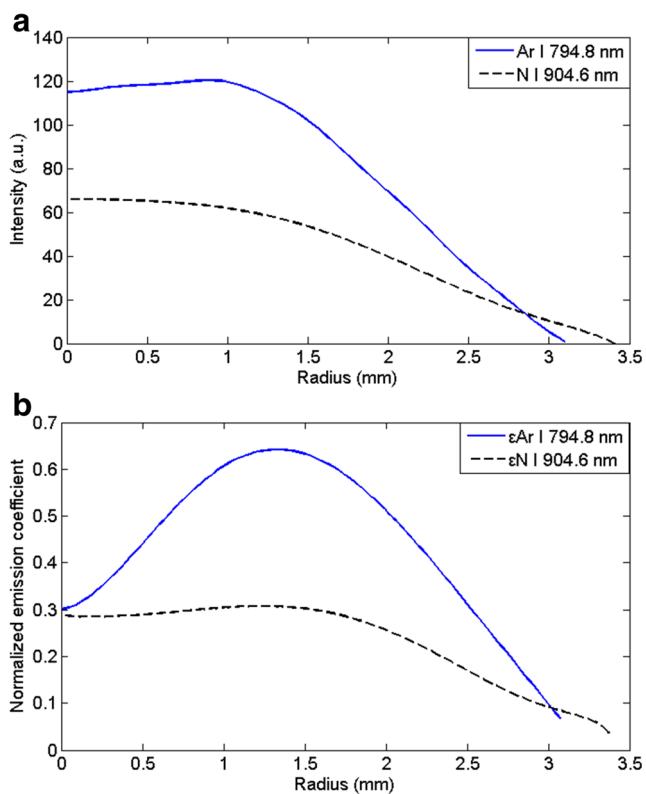 a
140
120
100
80
60
40
20
0
Intensity (a.u.)
Ar I 794.8 nm
N I 904.6 nm
0 0.5 1 1.5 2 2.5 3 3.5
Radius (mm)
b
0.7
0.6
0.5
0.4
0.3
0.2
0.1
0
Normalized emission coefficient
εAr I 794.8 nm
εN I 904.6 nm
0 0.5 1 1.5 2 2.5 3 3.5
Radius (mm)